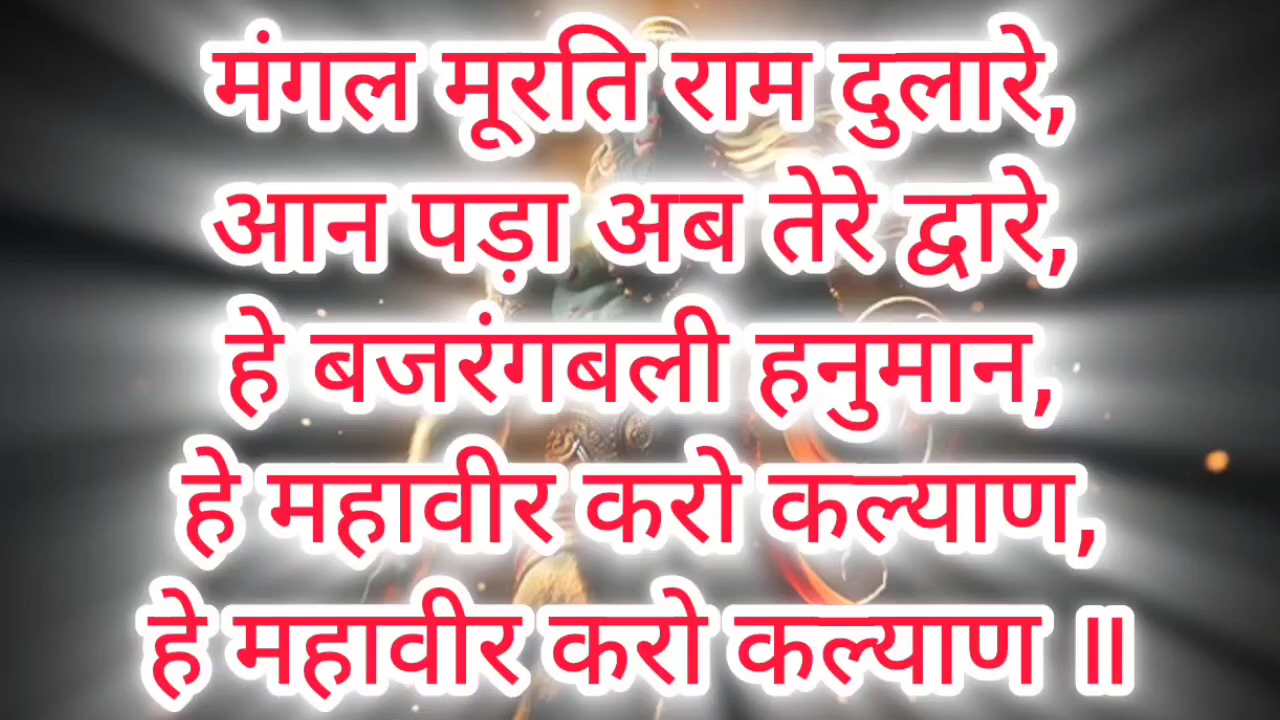 मंगल मूरति राम दुलारे,
आन पड़ा अब तेरे द्वारे,
हे बजरंगबली हनुमान,
हे महावीर करो कल्याण,
हे महावीर करो कल्याण ॥